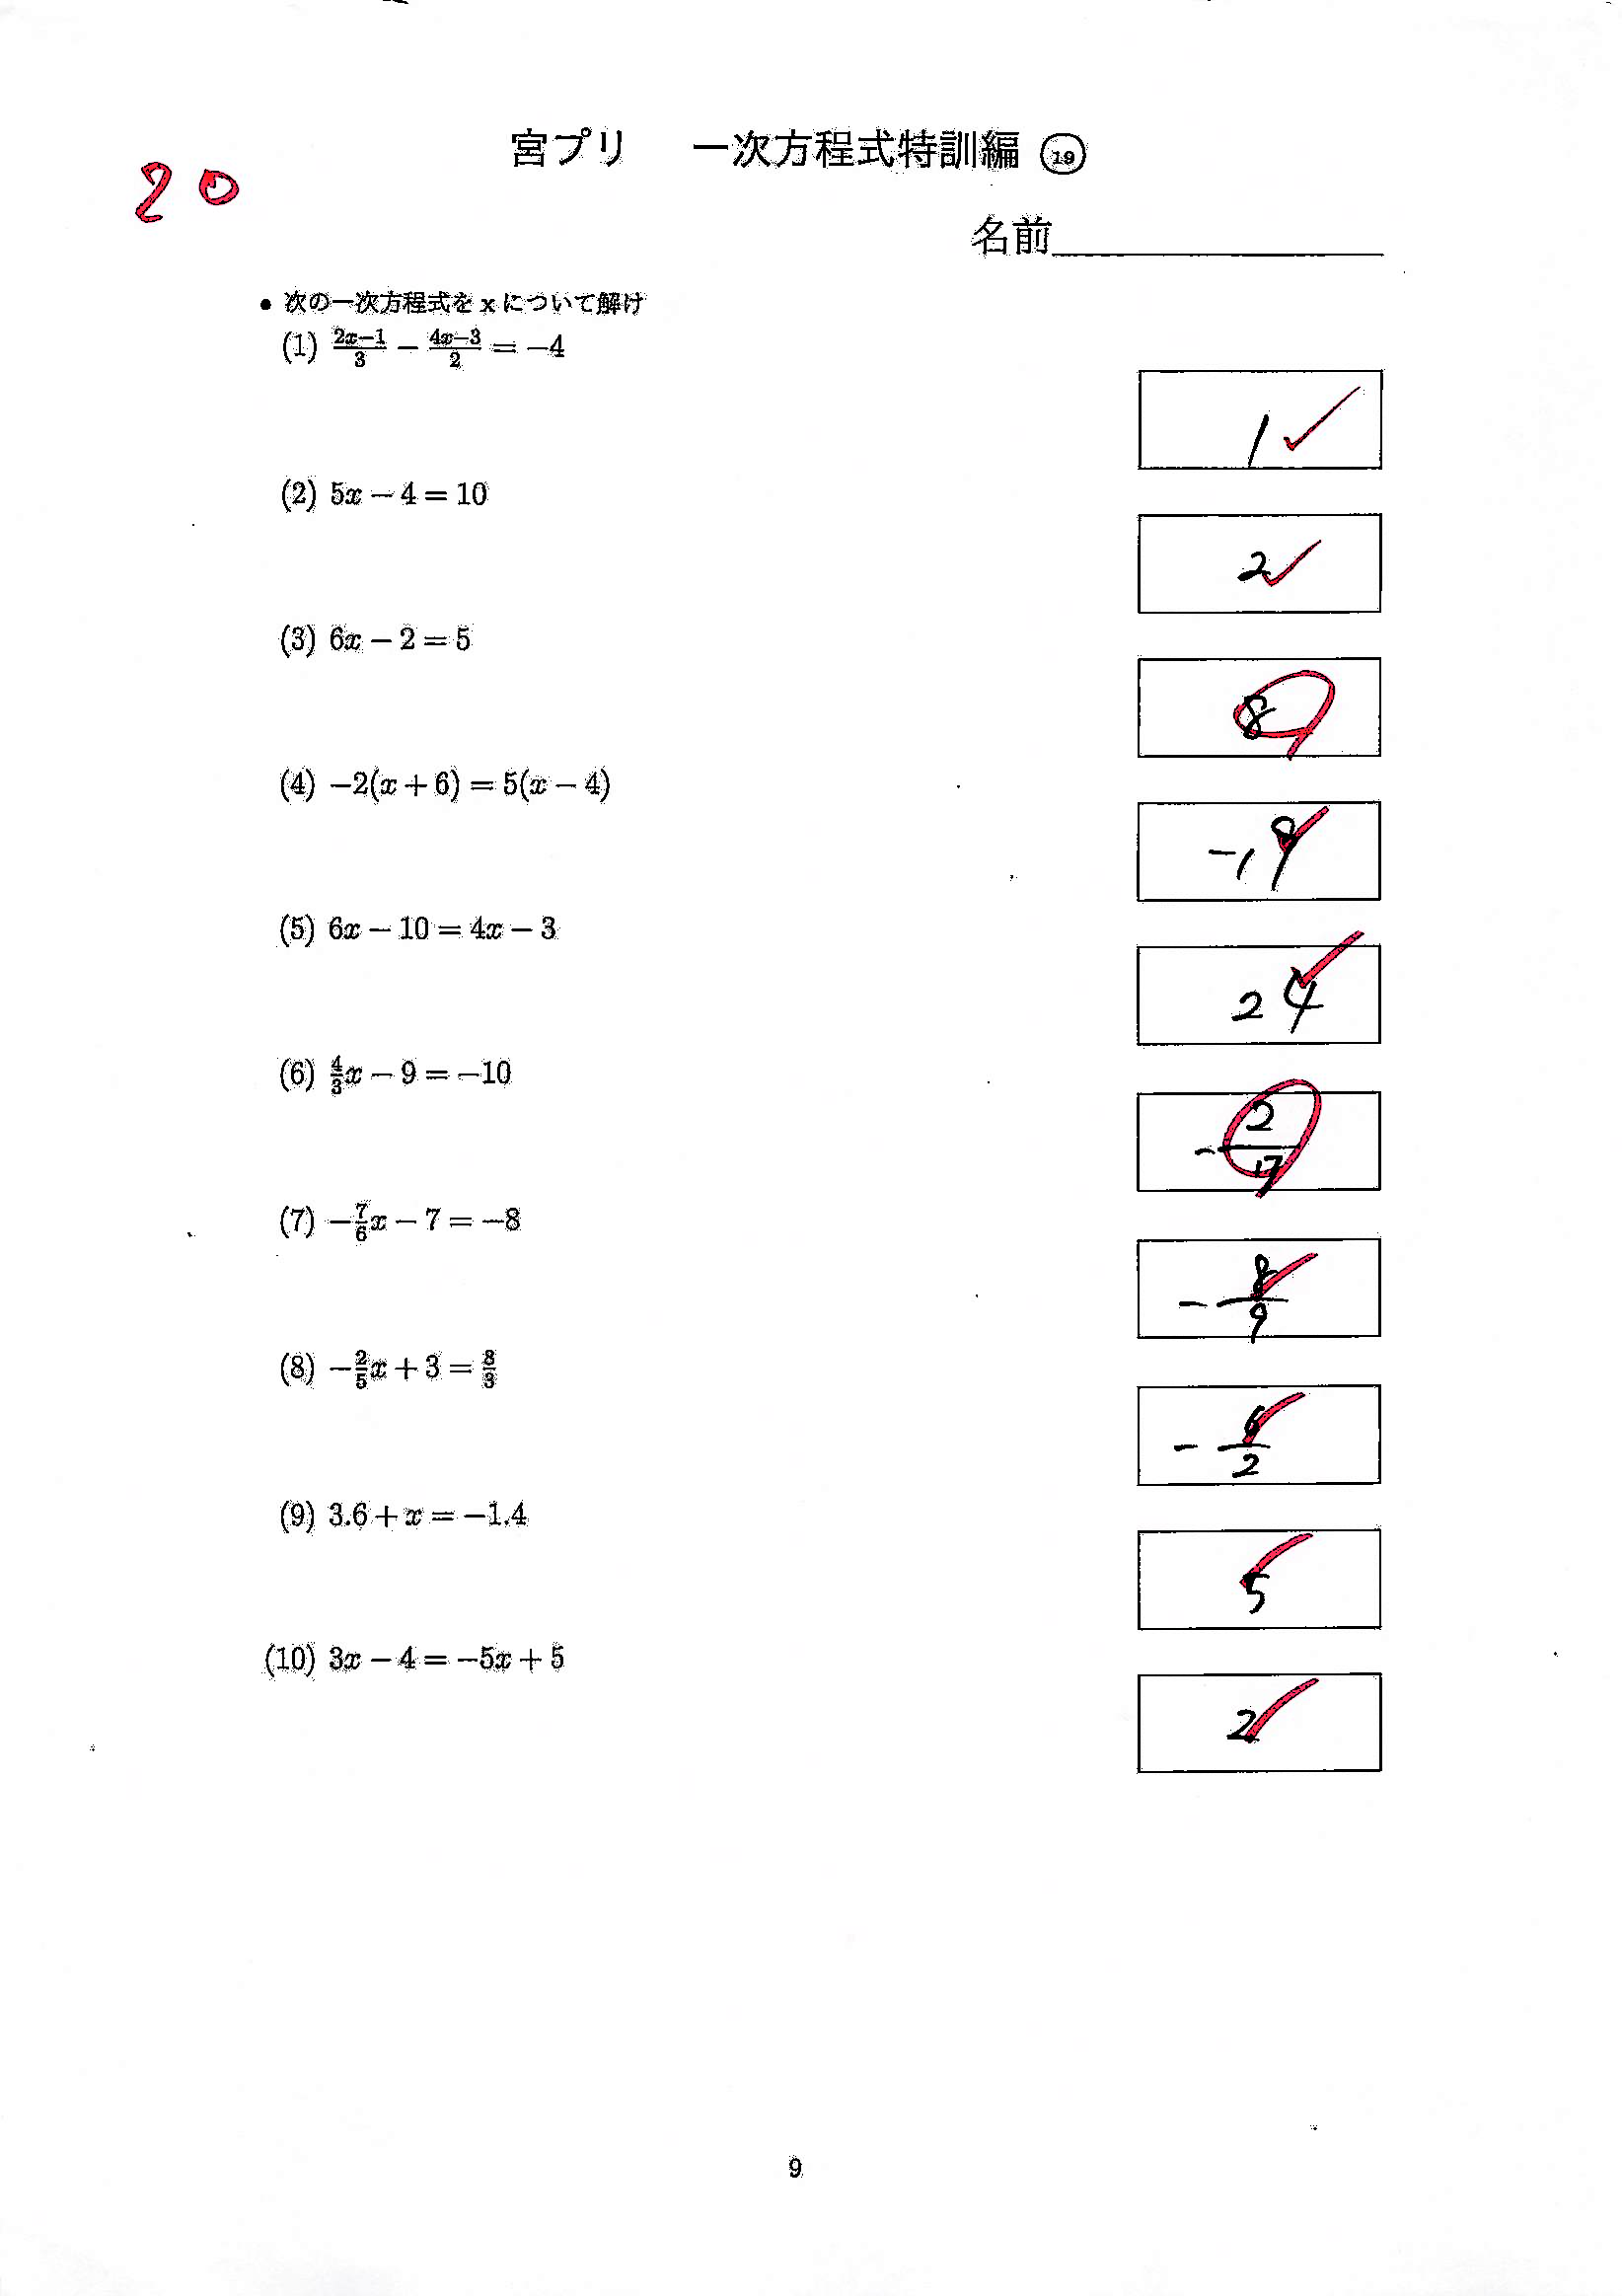 宮プリ 一次方程式特訓編 ⑲
20
名前
● 次の一次方程式を x について解け
(1) \frac{2x-1}{3} - \frac{4x-3}{2} = -4
1
(2) 5x - 4 = 10
2
(3) 6x - 2 = 5
8
(4) -2(x + 6) = 5(x - 4)
-19
(5) 6x - 10 = 4x - 3
24
(6) \frac{4}{3}x - 9 = -10
-\frac{2}{17}
(7) -\frac{7}{6}x - 7 = -8
-\frac{8}{9}
(8) -\frac{2}{5}x + 3 = \frac{8}{3}
-\frac{6}{2}
(9) 3.6 + x = -1.4
5
(10) 3x - 4 = -5x + 5
2
9